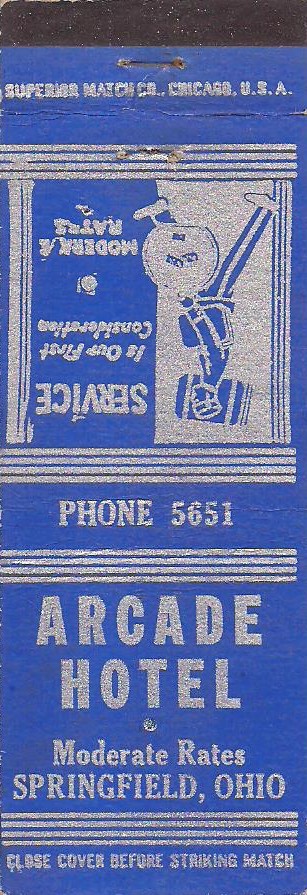 SUPERIOR MATCH CO., CHICAGO, U.S.A.
SERVICE
Is Our First
Consideration
MODERATE
RATES
PHONE 5651
ARCADE
HOTEL
Moderate Rates
SPRINGFIELD, OHIO
CLOSE COVER BEFORE STRIKING MATCH